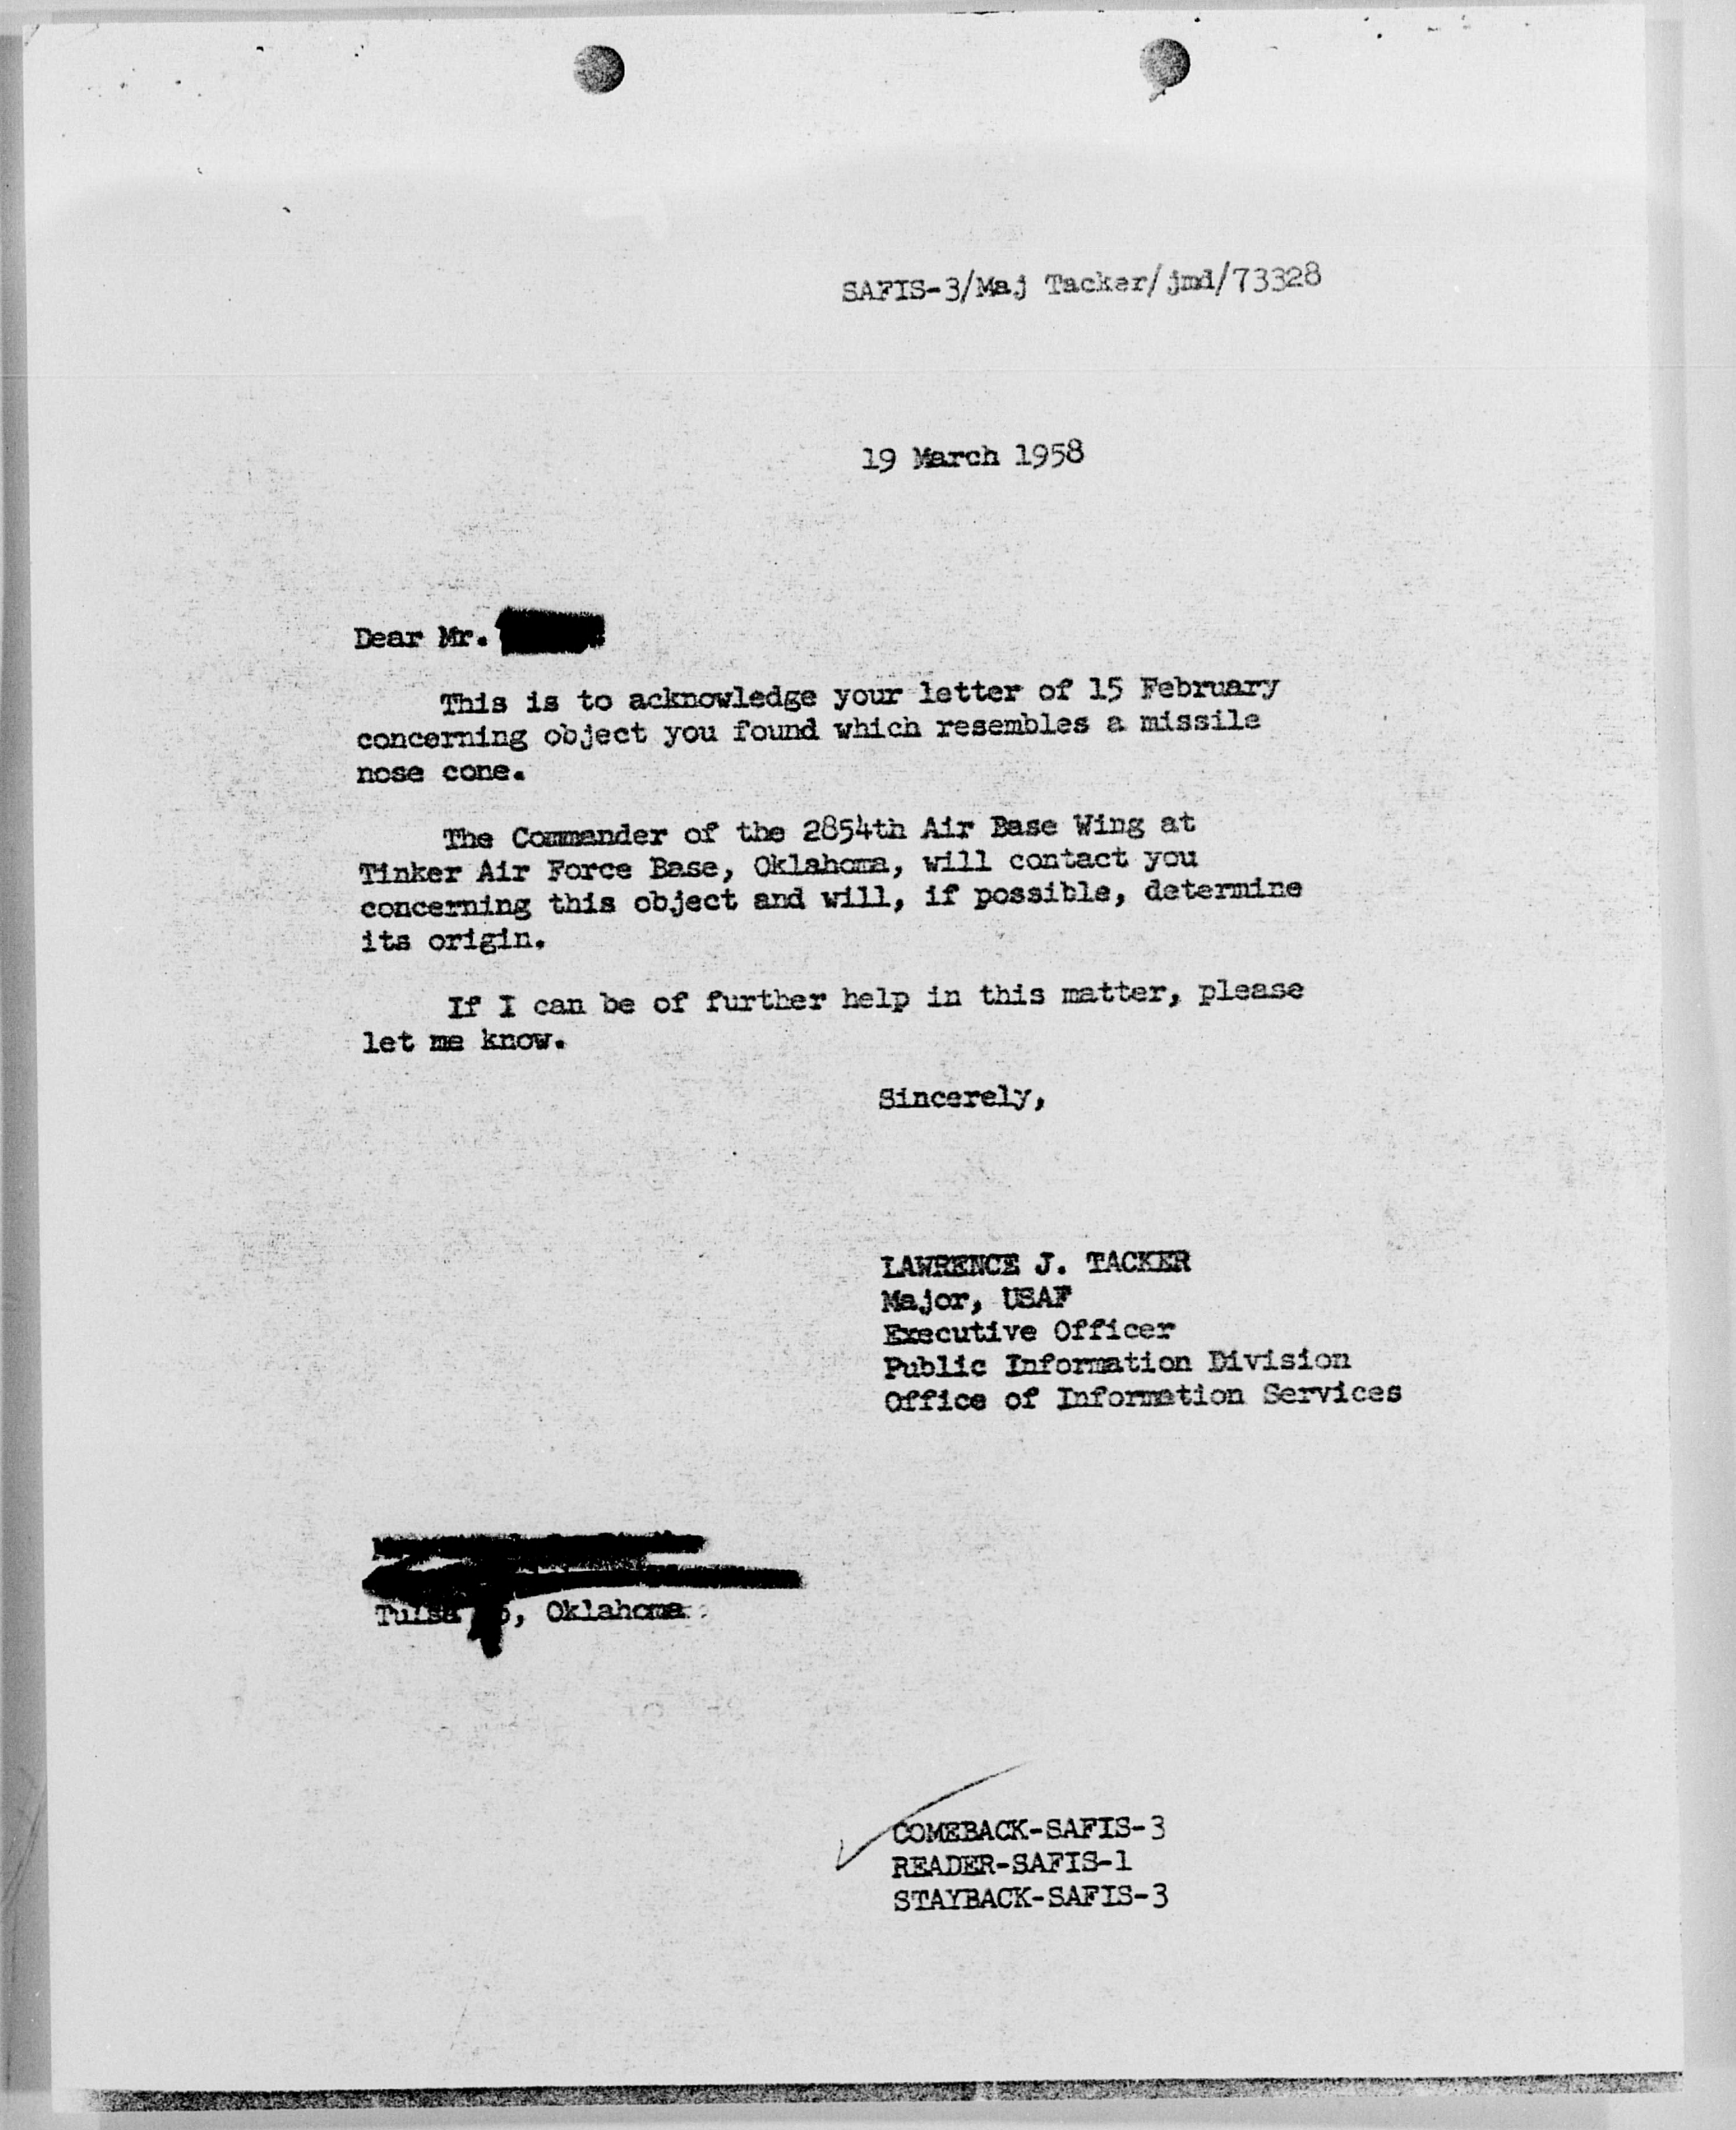 SAFIS-3/Maj Tacker/jmd/73328
19 March 1958
Dear Mr.
This is to acknowledge your letter of 15 February
concerning object you found which resembles a missile
nose cone.
The Commander of the 2854th Air Base Wing at
Tinker Air Force Base, Oklahoma, will contact you
concerning this object and will, if possible, determine
its origin.
If I can be of further help in this matter, please
let me know.
Sincerely,
LAWRENCE J. TACKER
Major, USAF
Executive Officer
Public Information Division
Office of Information Services
Tulsa , Oklahoma
COMEBACK-SAFIS-3
READER-SAFIS-1
STAYBACK-SAFIS-3